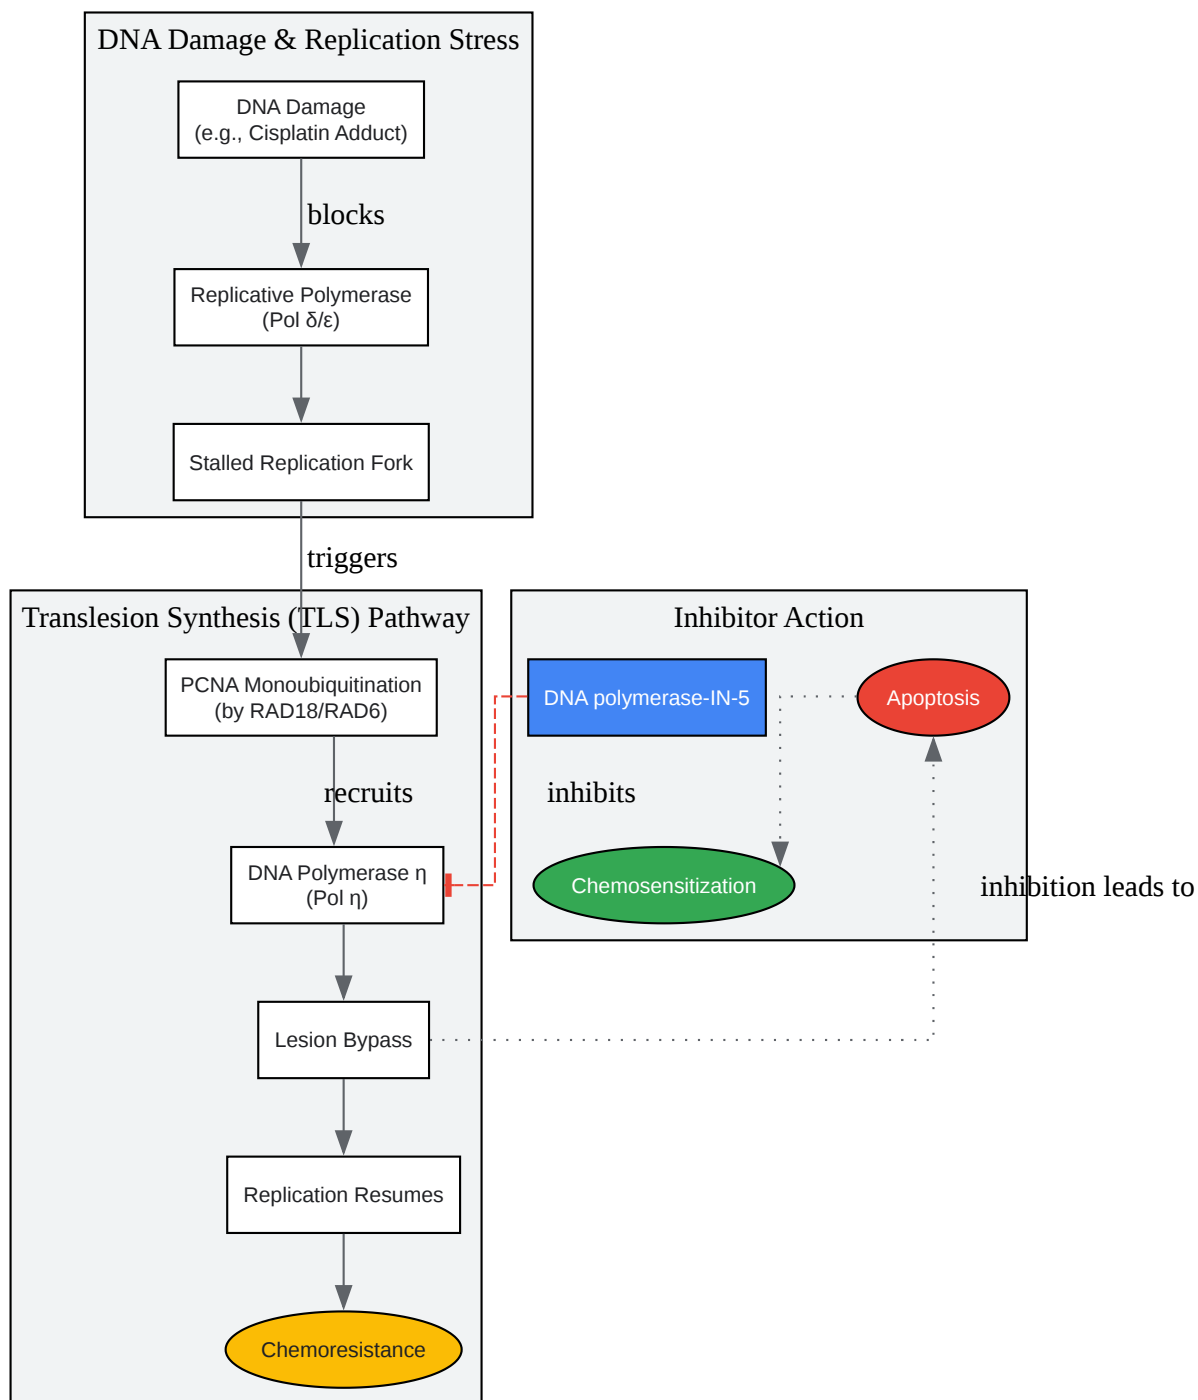 DNA Damage & Replication Stress
DNA Damage
(e.g., Cisplatin Adduct)
blocks
Replicative Polymerase
(Pol δ/ε)
Stalled Replication Fork
triggers
Translesion Synthesis (TLS) Pathway
PCNA Monoubiquitination
(by RAD18/RAD6)
recruits
DNA Polymerase η
(Pol η)
Lesion Bypass
Replication Resumes
Chemoresistance
Inhibitor Action
DNA polymerase-IN-5
Apoptosis
inhibits
Chemosensitization
inhibition leads to